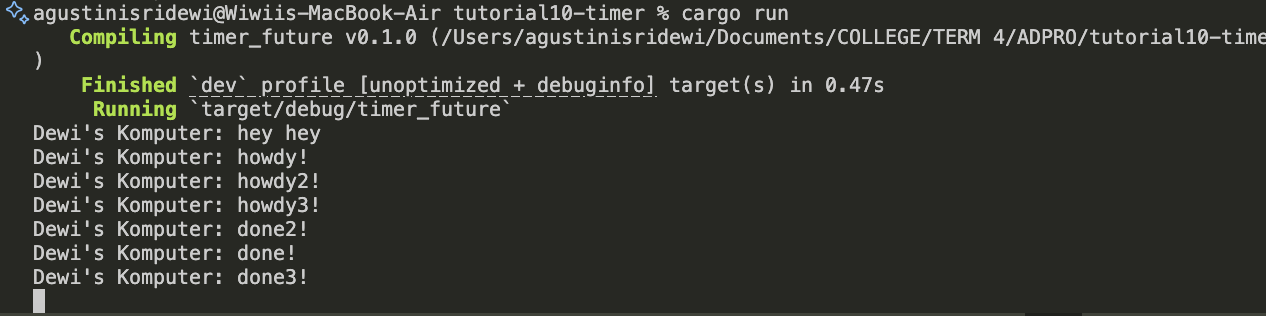 agustinisridewi@Wiwiis-MacBook-Air tutorial10-timer % cargo run
Compiling timer_future v0.1.0 (/Users/agustinisridewi/Documents/COLLEGE/TERM 4/ADPRO/tutorial10-time
)
Finished `dev` profile [unoptimized + debuginfo] target(s) in 0.47s
Running `target/debug/timer_future`
Dewi's Komputer: hey hey
Dewi's Komputer: howdy!
Dewi's Komputer: howdy2!
Dewi's Komputer: howdy3!
Dewi's Komputer: done2!
Dewi's Komputer: done!
Dewi's Komputer: done3!